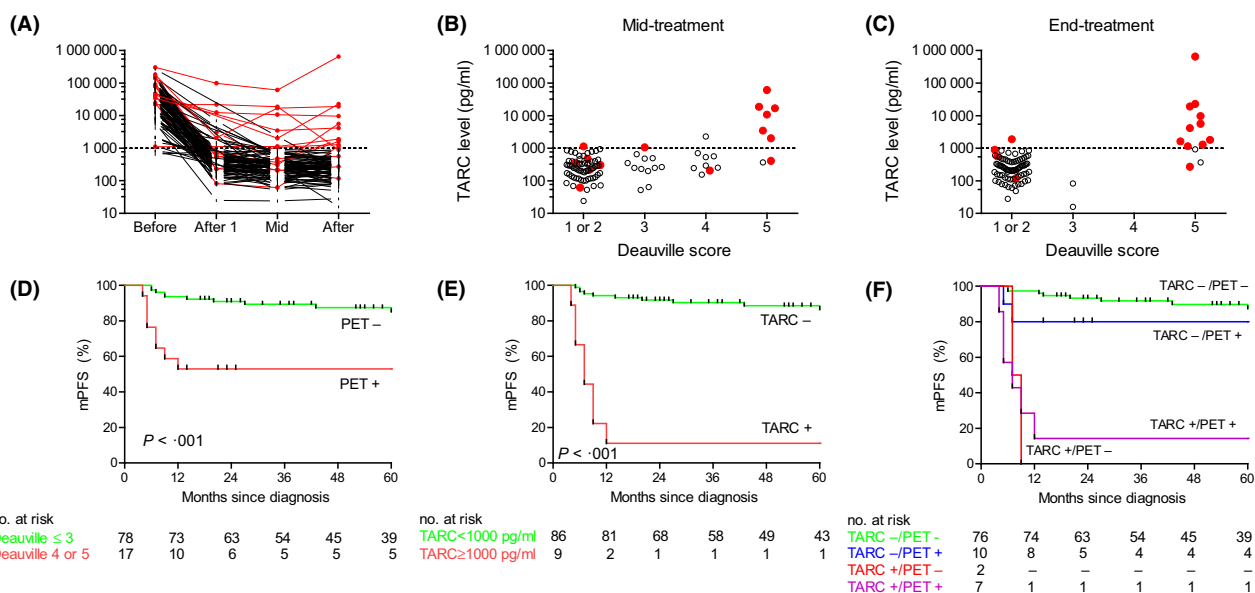 (A)
1 000 000
100 000
10 000
1 000
100
10
Before After 1 Mid After
(B)
Mid-treatment
TARC level (pg/ml)
1 000 000
100 000
10 000
1 000
100
10
1 or 2 3 4 5
Deauville score
(C)
End-treatment
TARC level (pg/ml)
1 000 000
100 000
10 000
1 000
100
10
1 or 2 3 4 5
Deauville score
(D)
mPFS (%)
100
80
60
40
20
0
PET –
PET +
P < ·001
0 12 24 36 48 60
Months since diagnosis
no. at risk
Deauville ≤ 3 78 73 63 54 45 39
Deauville 4 or 5 17 10 6 5 5 5
(E)
mPFS (%)
100
80
60
40
20
0
TARC –
TARC +
P < ·001
0 12 24 36 48 60
Months since diagnosis
no. at risk
TARC<1000 pg/ml 86 81 68 58 49 43
TARC≥1000 pg/ml 9 2 1 1 1 1
(F)
mPFS (%)
100
80
60
40
20
0
TARC –/PET –
TARC –/PET +
TARC +/PET +
TARC +/PET –
0 12 24 36 48 60
Months since diagnosis
no. at risk
TARC –/PET - 76 74 63 54 45 39
TARC –/PET + 10 8 5 4 4 4
TARC +/PET – 2 – – – – –
TARC +/PET + 7 1 1 1 1 1